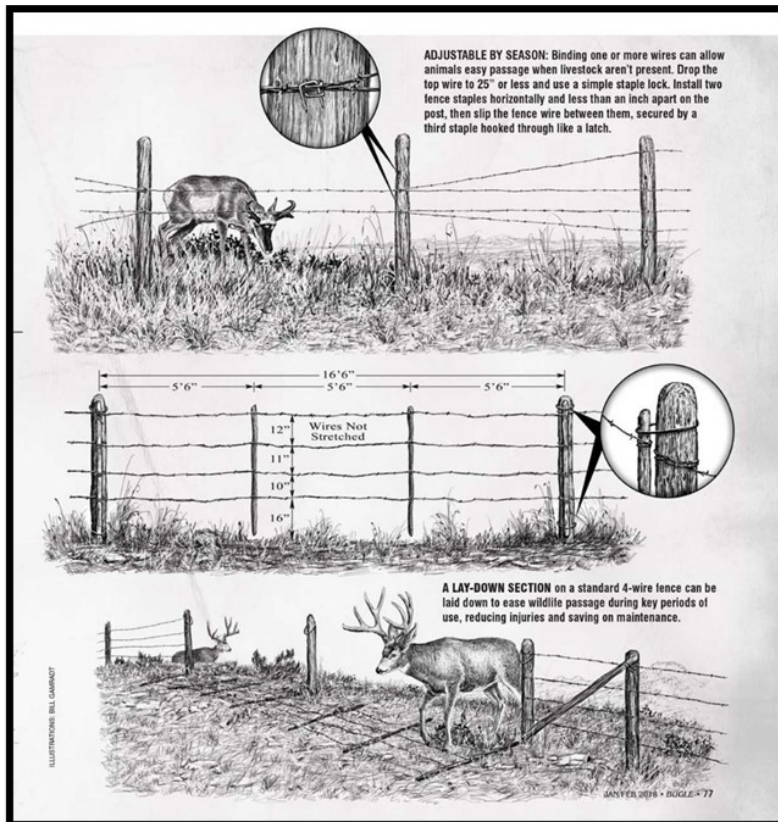 ADJUSTABLE BY SEASON: Binding one or more wires can allow
animals easy passage when livestock aren't present. Drop the
top wire to 25" or less and use a simple staple lock. Install two
fence staples horizontally and less than an inch apart on the
post, then slip the fence wire between them, secured by a
third staple hooked through like a latch.
16'6"
5'6" 5'6" 5'6"
12" Wires Not
Stretched
11"
10"
16"
A LAY-DOWN SECTION on a standard 4-wire fence can be
laid down to ease wildlife passage during key periods of
use, reducing injuries and saving on maintenance.
ILLUSTRATIONS: BILL GAMRADT
JAN/FEB 2016 • BUGLE • 77